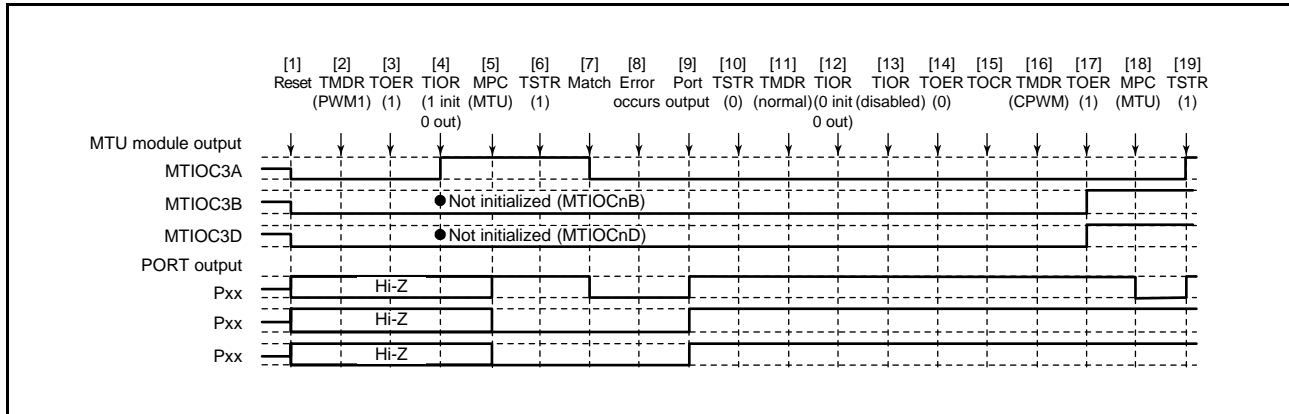 [1] [2] [3] [4] [5] [6] [7] [8] [9] [10] [11] [12] [13] [14] [15] [16] [17] [18] [19]
Reset TMDR TOER TIOR MPC TSTR Match Error Port TSTR TMDR TIOR TIOR TOER TOCR TMDR TOER MPC TSTR
(PWM1) (1) (1 init (MTU) (1) occurs output (0) (normal) (0 init (disabled) (0) (CPWM) (1) (MTU) (1)
0 out) 0 out)
MTU module output
MTIOC3A
MTIOC3B Not initialized (MTIOCnB)
MTIOC3D Not initialized (MTIOCnD)
PORT output
Pxx Hi-Z
Pxx Hi-Z
Pxx Hi-Z